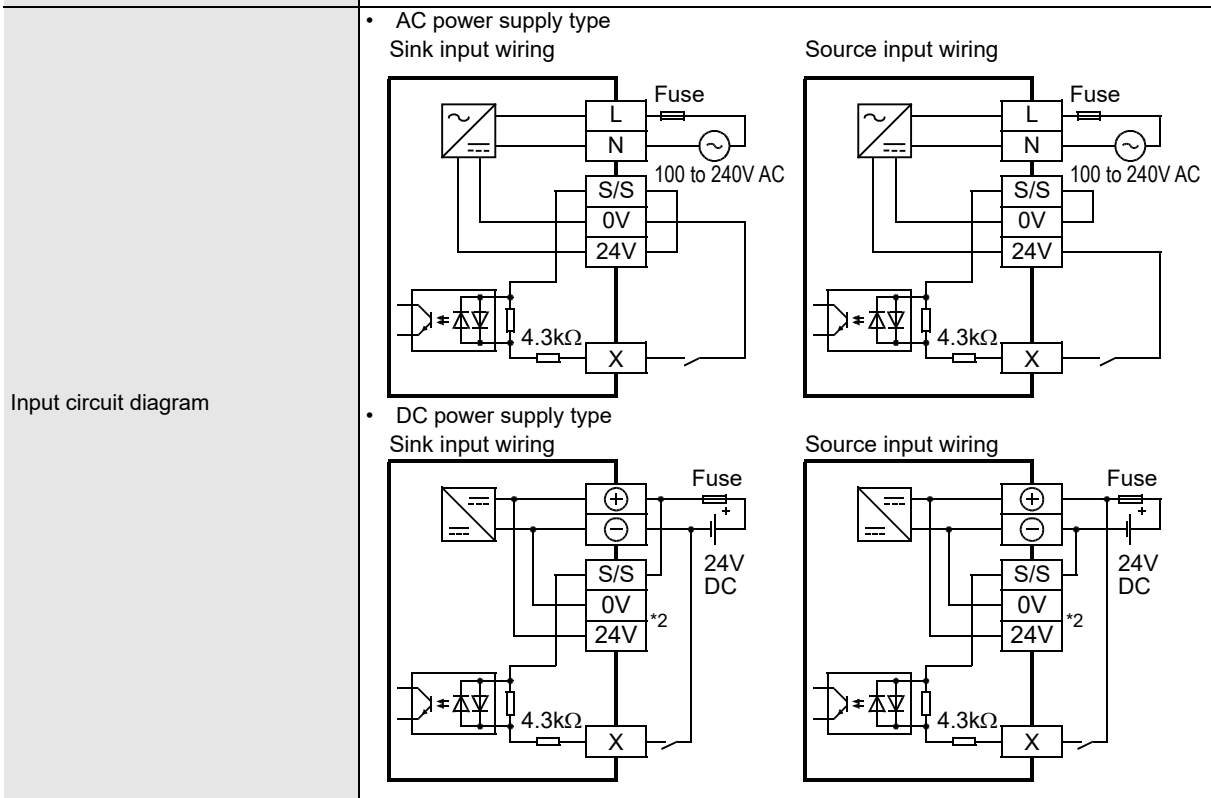 Input circuit diagram
• AC power supply type
Sink input wiring
L
N
S/S
0V
24V
X
Fuse
100 to 240V AC
4.3kΩ
Source input wiring
L
N
S/S
0V
24V
X
Fuse
100 to 240V AC
4.3kΩ
• DC power supply type
Sink input wiring
+
−
S/S
0V
24V
X
Fuse
+
24V
DC
*2
4.3kΩ
Source input wiring
+
−
S/S
0V
24V
X
Fuse
+
24V
DC
*2
4.3kΩ